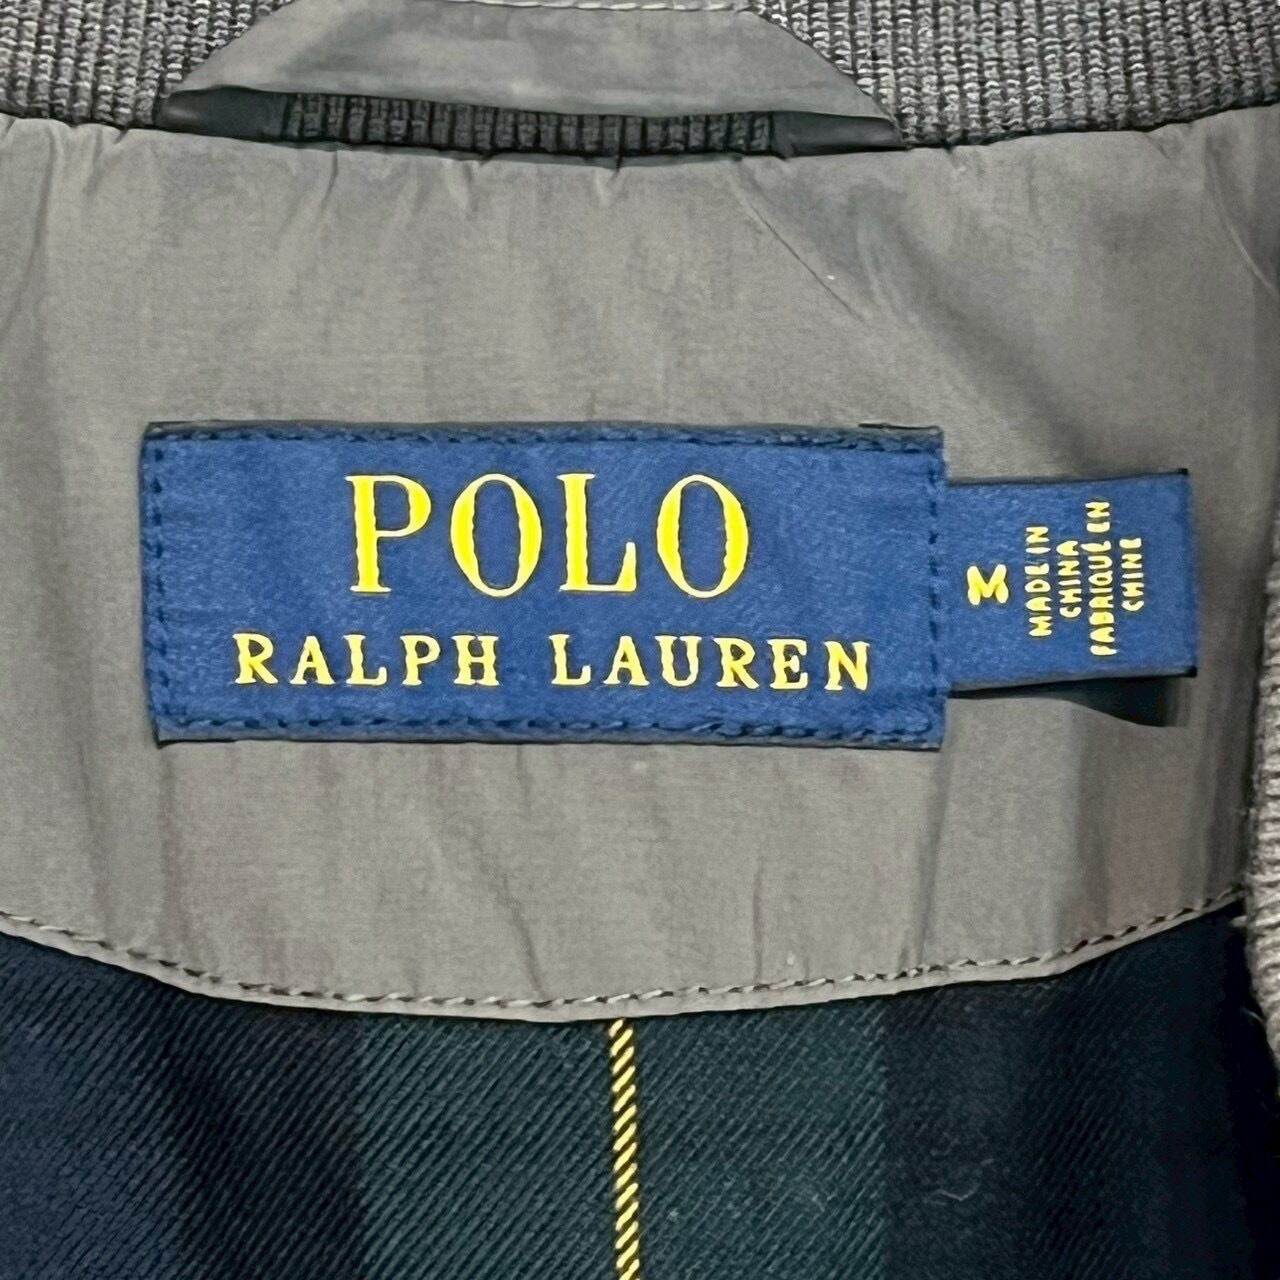 POLO
RALPH LAUREN
M
MADE IN
CHINA
FABRIQUÉ EN
CHINE